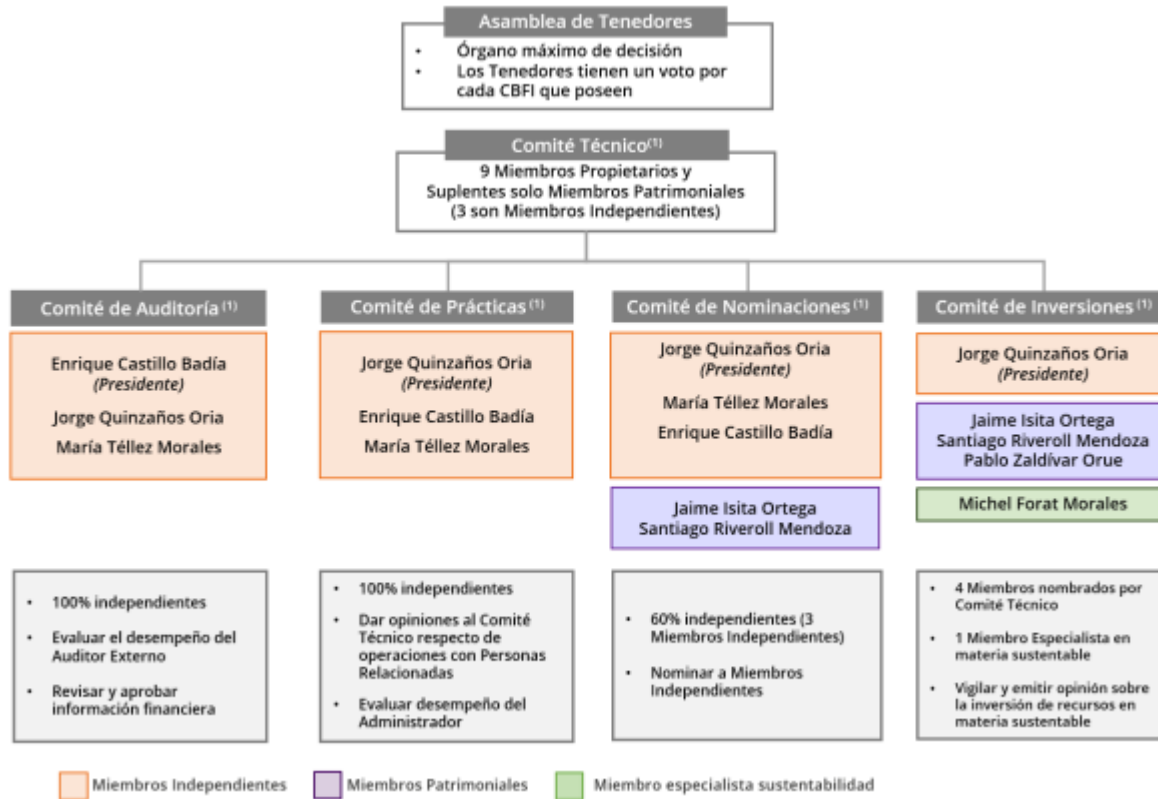 Asamblea de Tenedores
• Órgano máximo de decisión
• Los Tenedores tienen un voto por
cada CBFI que poseen
Comité Técnico(1)
9 Miembros Propietarios y
Suplentes solo Miembros Patrimoniales
(3 son Miembros Independientes)
Comité de Auditoría (1)
Enrique Castillo Badía
(Presidente)
Jorge Quinzaños Oria
María Téllez Morales
• 100% independientes
• Evaluar el desempeño del
Auditor Externo
• Revisar y aprobar
información financiera
Comité de Prácticas (1)
Jorge Quinzaños Oria
(Presidente)
Enrique Castillo Badía
María Téllez Morales
• 100% independientes
• Dar opiniones al Comité
Técnico respecto de
operaciones con Personas
Relacionadas
• Evaluar desempeño del
Administrador
Comité de Nominaciones (1)
Jorge Quinzaños Oria
(Presidente)
María Téllez Morales
Enrique Castillo Badía
Jaime Isita Ortega
Santiago Riveroll Mendoza
• 60% independientes (3
Miembros Independientes)
• Nominar a Miembros
Independientes
Comité de Inversiones (1)
Jorge Quinzaños Oria
(Presidente)
Jaime Isita Ortega
Santiago Riveroll Mendoza
Pablo Zaldívar Orue
Michel Forat Morales
• 4 Miembros nombrados por
Comité Técnico
• 1 Miembro Especialista en
materia sustentable
• Vigilar y emitir opinión sobre
la inversión de recursos en
materia sustentable
Miembros Independientes
Miembros Patrimoniales
Miembro especialista sustentabilidad